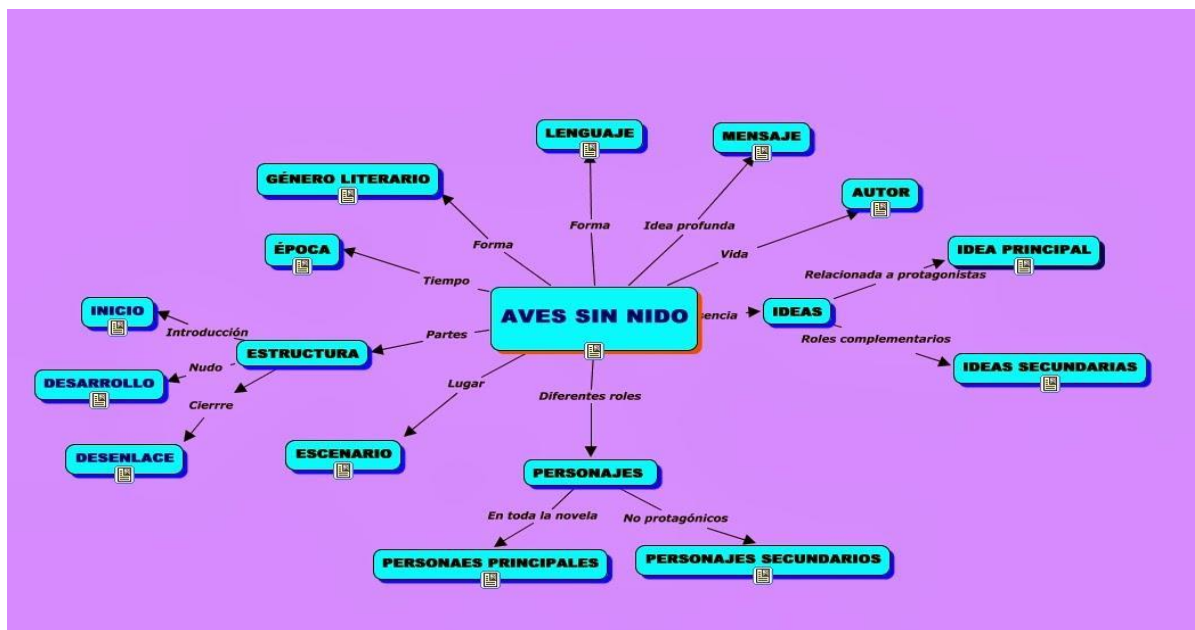 LENGUAJE
MENSAJE
GÉNERO LITERARIO
AUTOR
Forma
Idea profunda
ÉPOCA
Forma
Vida
IDEA PRINCIPAL
Tiempo
Relacionada a protagonistas
INICIO
AVES SIN NIDO
sencia
IDEAS
Introducción
Partes
Roles complementarios
ESTRUCTURA
Nudo
IDEAS SECUNDARIAS
DESARROLLO
Lugar
Diferentes roles
Cierrre
DESENLACE
ESCENARIO
PERSONAJES
En toda la novela
No protagónicos
PERSONAES PRINCIPALES
PERSONAJES SECUNDARIOS